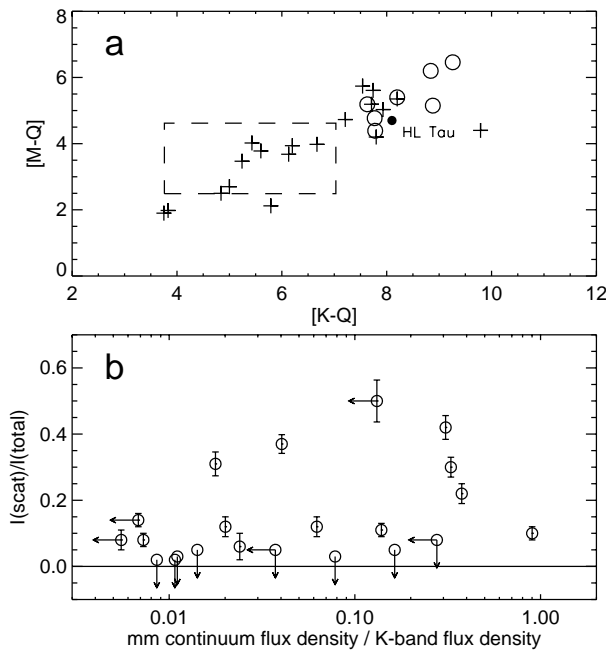 a
8
6
4
2
0
[M-Q]
HL Tau
2 4 6 8 10 12
[K-Q]
b
0.6
0.4
0.2
0.0
I(scat)/I(total)
0.01 0.10 1.00
mm continuum flux density / K-band flux density